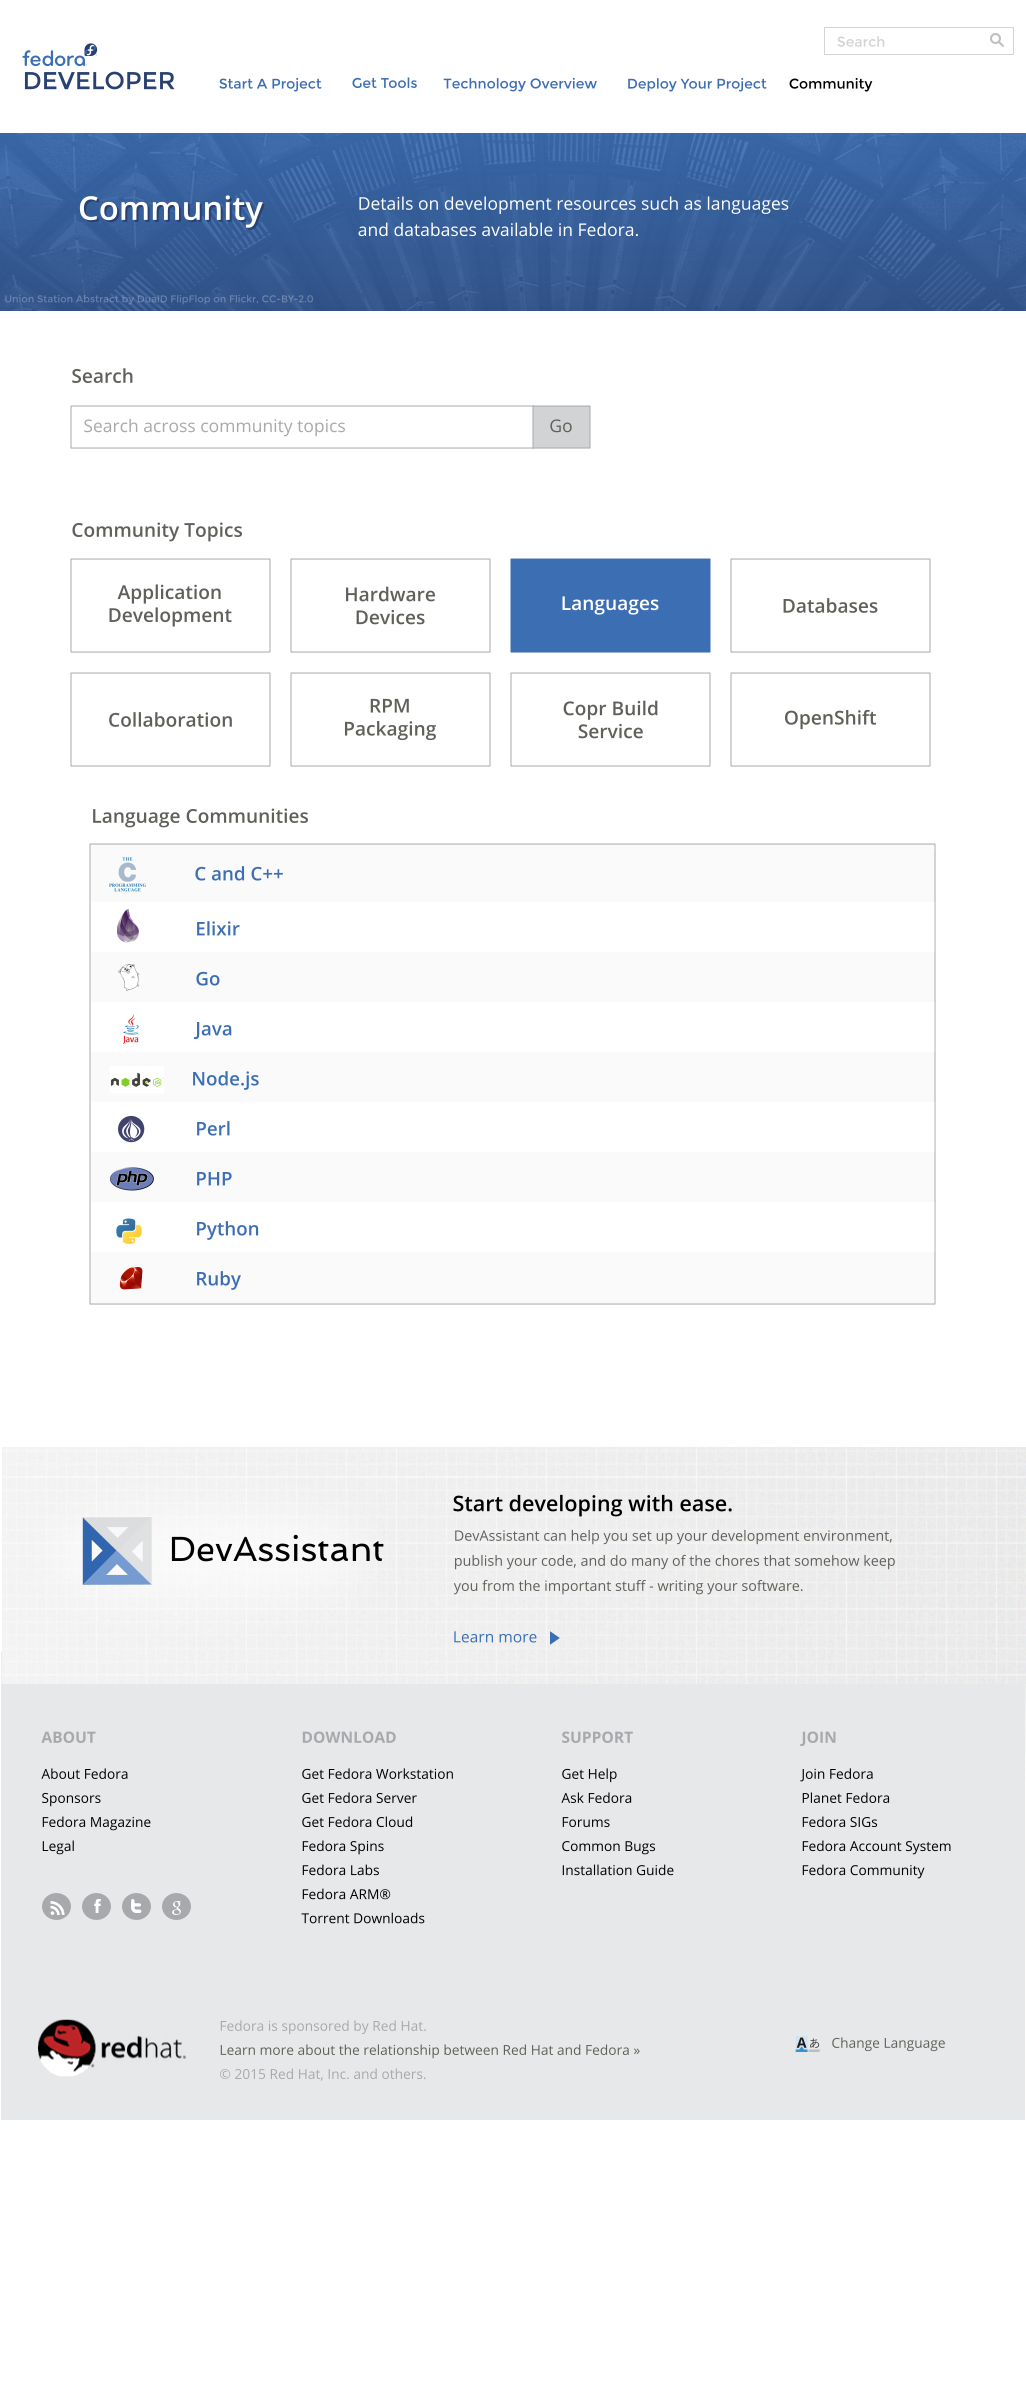 Search
fedora
DEVELOPER
Start A Project
Get Tools
Technology Overview
Deploy Your Project
Community
Community
Details on development resources such as languages
and databases available in Fedora.
Union Station Abstract by DualD FlipFlop on Flickr, CC-BY-2.0
Search
Search across community topics
Go
Community Topics
Application
Development
Hardware
Devices
Languages
Databases
Collaboration
RPM
Packaging
Copr Build
Service
OpenShift
Language Communities
THE
C
PROGRAMMING
LANGUAGE
C and C++
Elixir
Go
Java
Java
node JS
Node.js
Perl
php
PHP
Python
Ruby
DevAssistant
Start developing with ease.
DevAssistant can help you set up your development environment,
publish your code, and do many of the chores that somehow keep
you from the important stuff - writing your software.
Learn more
ABOUT
About Fedora
Sponsors
Fedora Magazine
Legal
DOWNLOAD
Get Fedora Workstation
Get Fedora Server
Get Fedora Cloud
Fedora Spins
Fedora Labs
Fedora ARM®
Torrent Downloads
SUPPORT
Get Help
Ask Fedora
Forums
Common Bugs
Installation Guide
JOIN
Join Fedora
Planet Fedora
Fedora SIGs
Fedora Account System
Fedora Community
redhat.
Fedora is sponsored by Red Hat.
Learn more about the relationship between Red Hat and Fedora »
© 2015 Red Hat, Inc. and others.
Aあ
Change Language